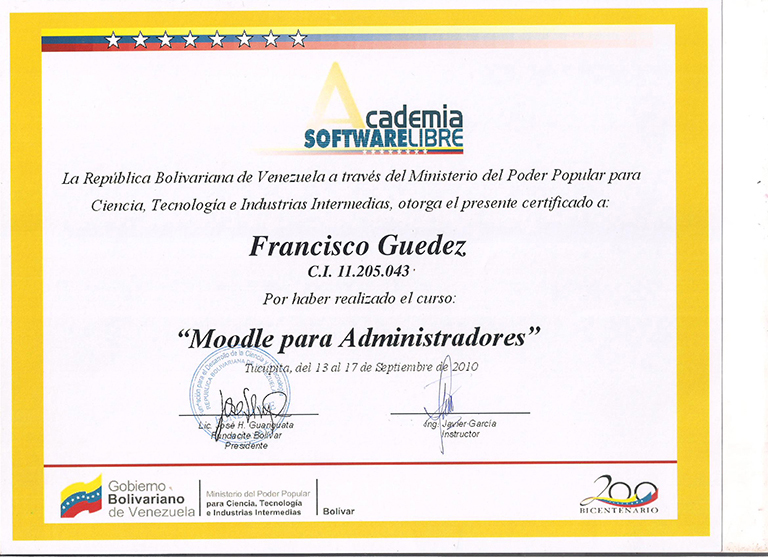 Academia
SOFTWARELIBRE
La República Bolivariana de Venezuela a través del Ministerio del Poder Popular para
Ciencia, Tecnología e Industrias Intermedias, otorga el presente certificado a:
Francisco Guedez
C.I. 11.205.043
Por haber realizado el curso:
“Moodle para Administradores”
Tucupita, del 13 al 17 de Septiembre de 2010
Lic. José H. Guanguata
Fundacite Bolívar
Presidente
Ing. Javier García
Instructor
Gobierno
Bolivariano
de Venezuela
Ministerio del Poder Popular
para Ciencia, Tecnología
e Industrias Intermedias
Bolívar
200
BICENTENARIO